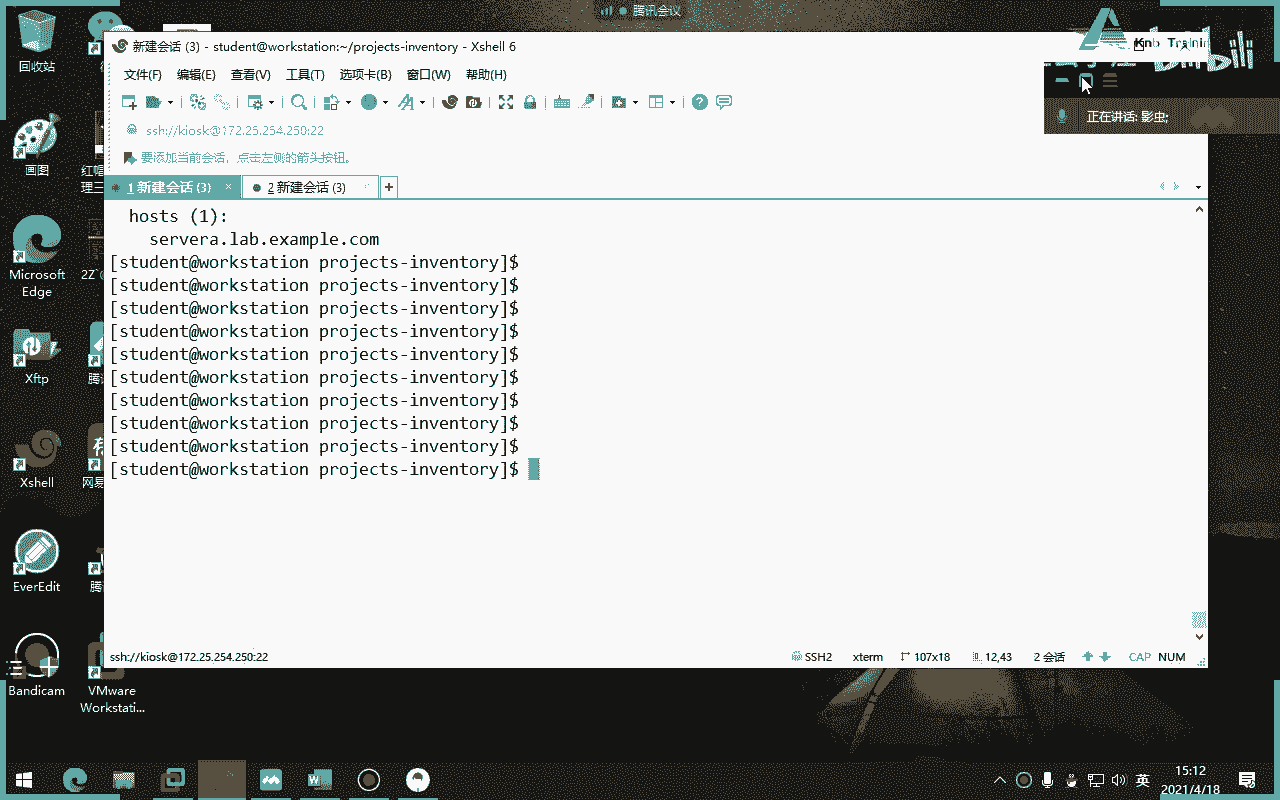 腾讯会议
新建会话 (3) - student@workstation:~/projects-inventory - Xshell 6
文件(F) 编辑(E) 查看(V) 工具(T) 选项卡(B) 窗口(W) 帮助(H)
bilibili
正在讲话: 影虫;
ssh://kiosk@172.25.254.250:22
要添加当前会话，点击左侧的箭头按钮。
1 新建会话 (3) × 2 新建会话 (3) +
hosts (1):
servera.lab.example.com
[student@workstation projects-inventory]$
[student@workstation projects-inventory]$
[student@workstation projects-inventory]$
[student@workstation projects-inventory]$
[student@workstation projects-inventory]$
[student@workstation projects-inventory]$
[student@workstation projects-inventory]$
[student@workstation projects-inventory]$
[student@workstation projects-inventory]$
[student@workstation projects-inventory]$
ssh://kiosk@172.25.254.250:22 SSH2 xterm 107x18 12,43 2 会话 CAP NUM
回收站
画图
红帽
理三
Microsoft
Edge
Xftp
Xshell
EverEdit
Bandicam
VMware
Workstati...
英
15:12
2021/4/18